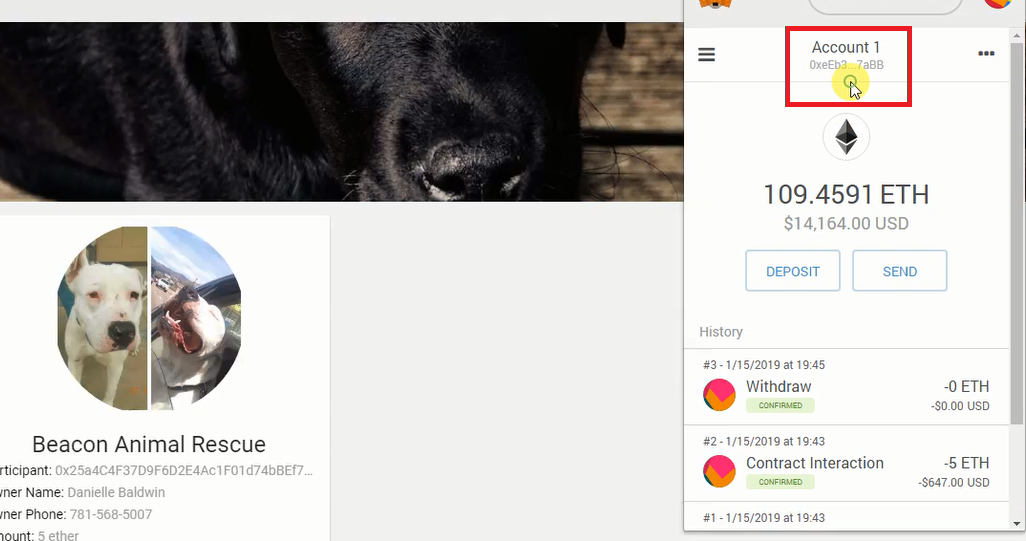 Account 1
0xeEb3...7aBB
109.4591 ETH
$14,164.00 USD
DEPOSIT
SEND
History
#3 - 1/15/2019 at 19:45
Withdraw
-0 ETH
CONFIRMED
-$0.00 USD
#2 - 1/15/2019 at 19:43
Contract Interaction
-5 ETH
CONFIRMED
-$647.00 USD
#1 - 1/15/2019 at 19:43
Beacon Animal Rescue
rticipant: 0x25a4C4F37D9F6D2E4Ac1F01d74bBEf7...
wner Name: Danielle Baldwin
wner Phone: 781-568-5007
mount: 5 ether